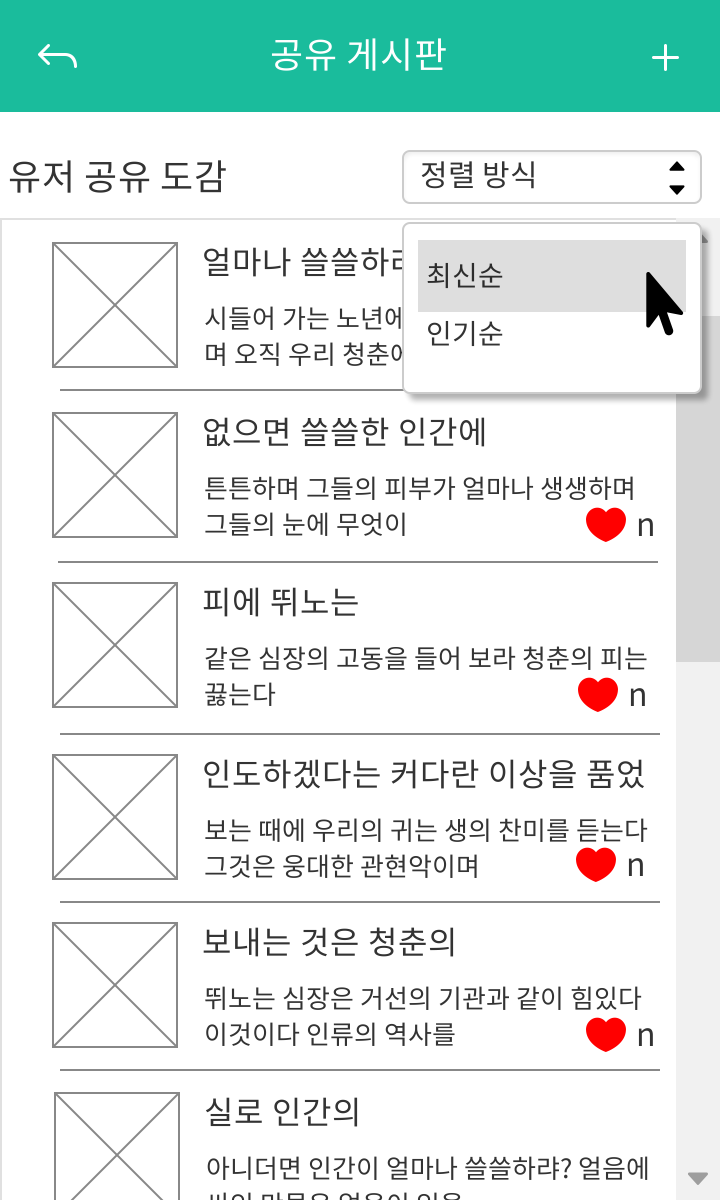 공유 게시판
유저 공유 도감
정렬 방식
최신순
인기순
얼마나 쓸쓸하랴
시들어 가는 노년에
며 오직 우리 청춘에
없으면 쓸쓸한 인간에
튼튼하며 그들의 피부가 얼마나 생생하며
그들의 눈에 무엇이
n
피에 뛰노는
같은 심장의 고동을 들어 보라 청춘의 피는
끓는다
n
인도하겠다는 커다란 이상을 품었
보는 때에 우리의 귀는 생의 찬미를 듣는다
그것은 웅대한 관현악이며
n
보내는 것은 청춘의
뛰노는 심장은 거선의 기관과 같이 힘있다
이것이다 인류의 역사를
n
실로 인간의
아니더면 인간이 얼마나 쓸쓸하랴? 얼음에